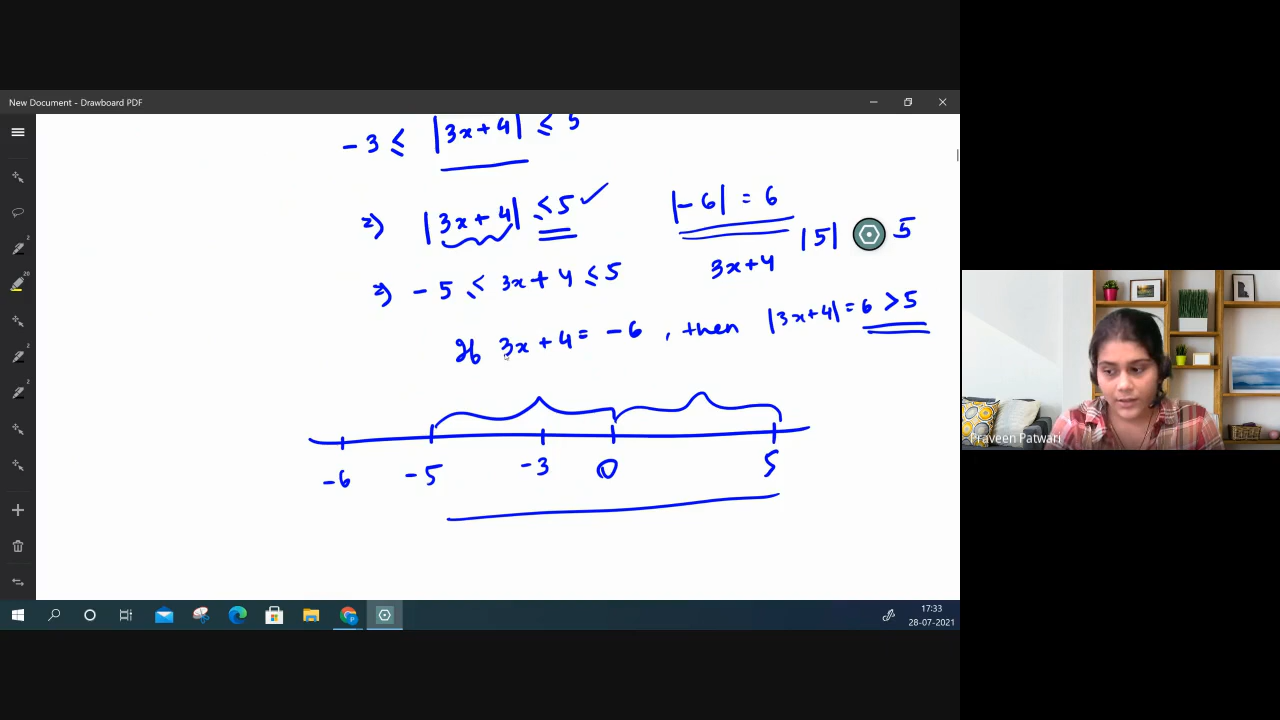 New Document - Drawboard PDF
-3 ≤ |3x+4| ≤ 5
|3x+4| ≤ 5 ✓
|-6| = 6
|5| 5
3x+4
-5 ≤ 3x+4 ≤ 5
If 3x+4 = -6, then |3x+4| = 6 > 5
-6 -5 -3 0 5
Praveen Patwari
17:33
28-07-2021